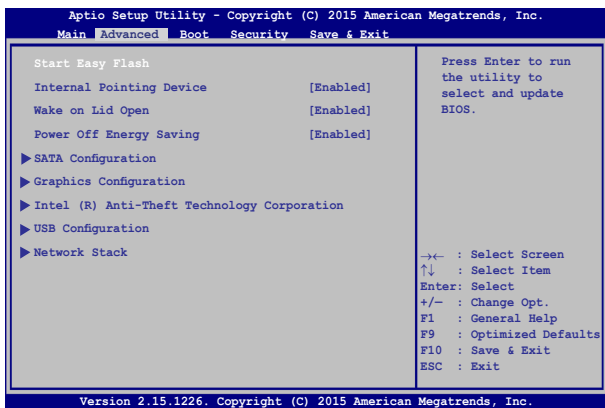 Aptio Setup Utility - Copyright (C) 2015 American Megatrends, Inc.
Main Advanced Boot Security Save & Exit
Start Easy Flash
Internal Pointing Device [Enabled]
Wake on Lid Open [Enabled]
Power Off Energy Saving [Enabled]
SATA Configuration
Graphics Configuration
Intel (R) Anti-Theft Technology Corporation
USB Configuration
Network Stack
Press Enter to run
the utility to
select and update
BIOS.
→← : Select Screen
↑↓ : Select Item
Enter: Select
+/— : Change Opt.
F1 : General Help
F9 : Optimized Defaults
F10 : Save & Exit
ESC : Exit
Version 2.15.1226. Copyright (C) 2015 American Megatrends, Inc.